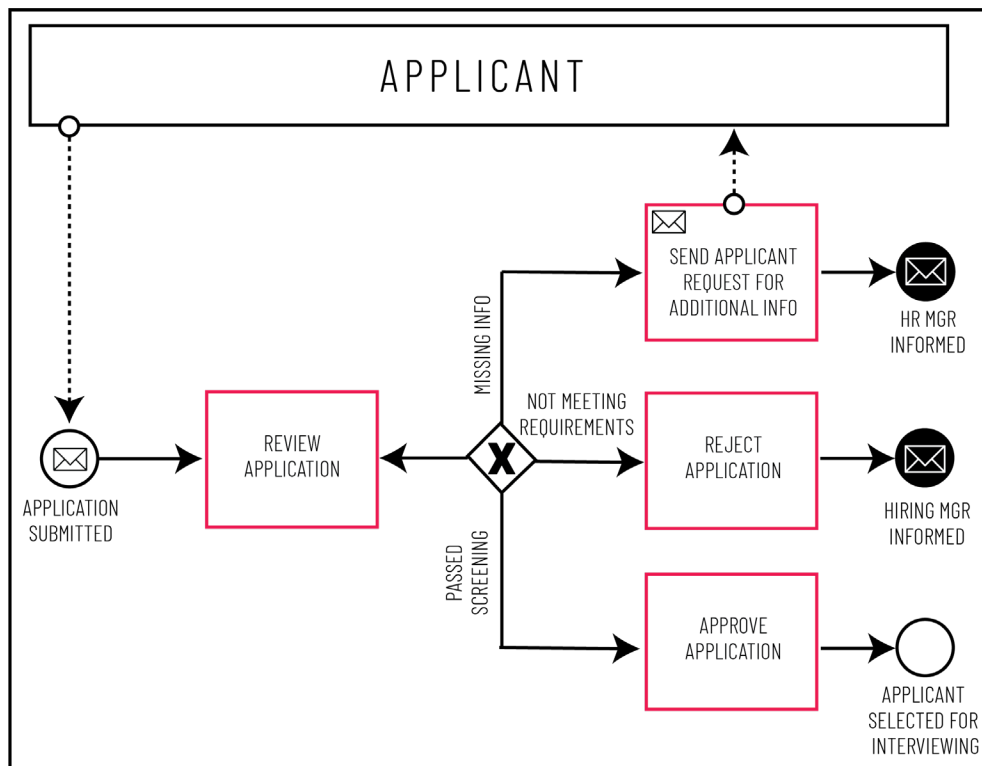 APPLICANT
SEND APPLICANT
REQUEST FOR
ADDITIONAL INFO
HR MGR
INFORMED
MISSING INFO
NOT MEETING
REQUIREMENTS
REVIEW
APPLICATION
X
REJECT
APPLICATION
APPLICATION
SUBMITTED
HIRING MGR
INFORMED
PASSED
SCREENING
APPROVE
APPLICATION
APPLICANT
SELECTED FOR
INTERVIEWING